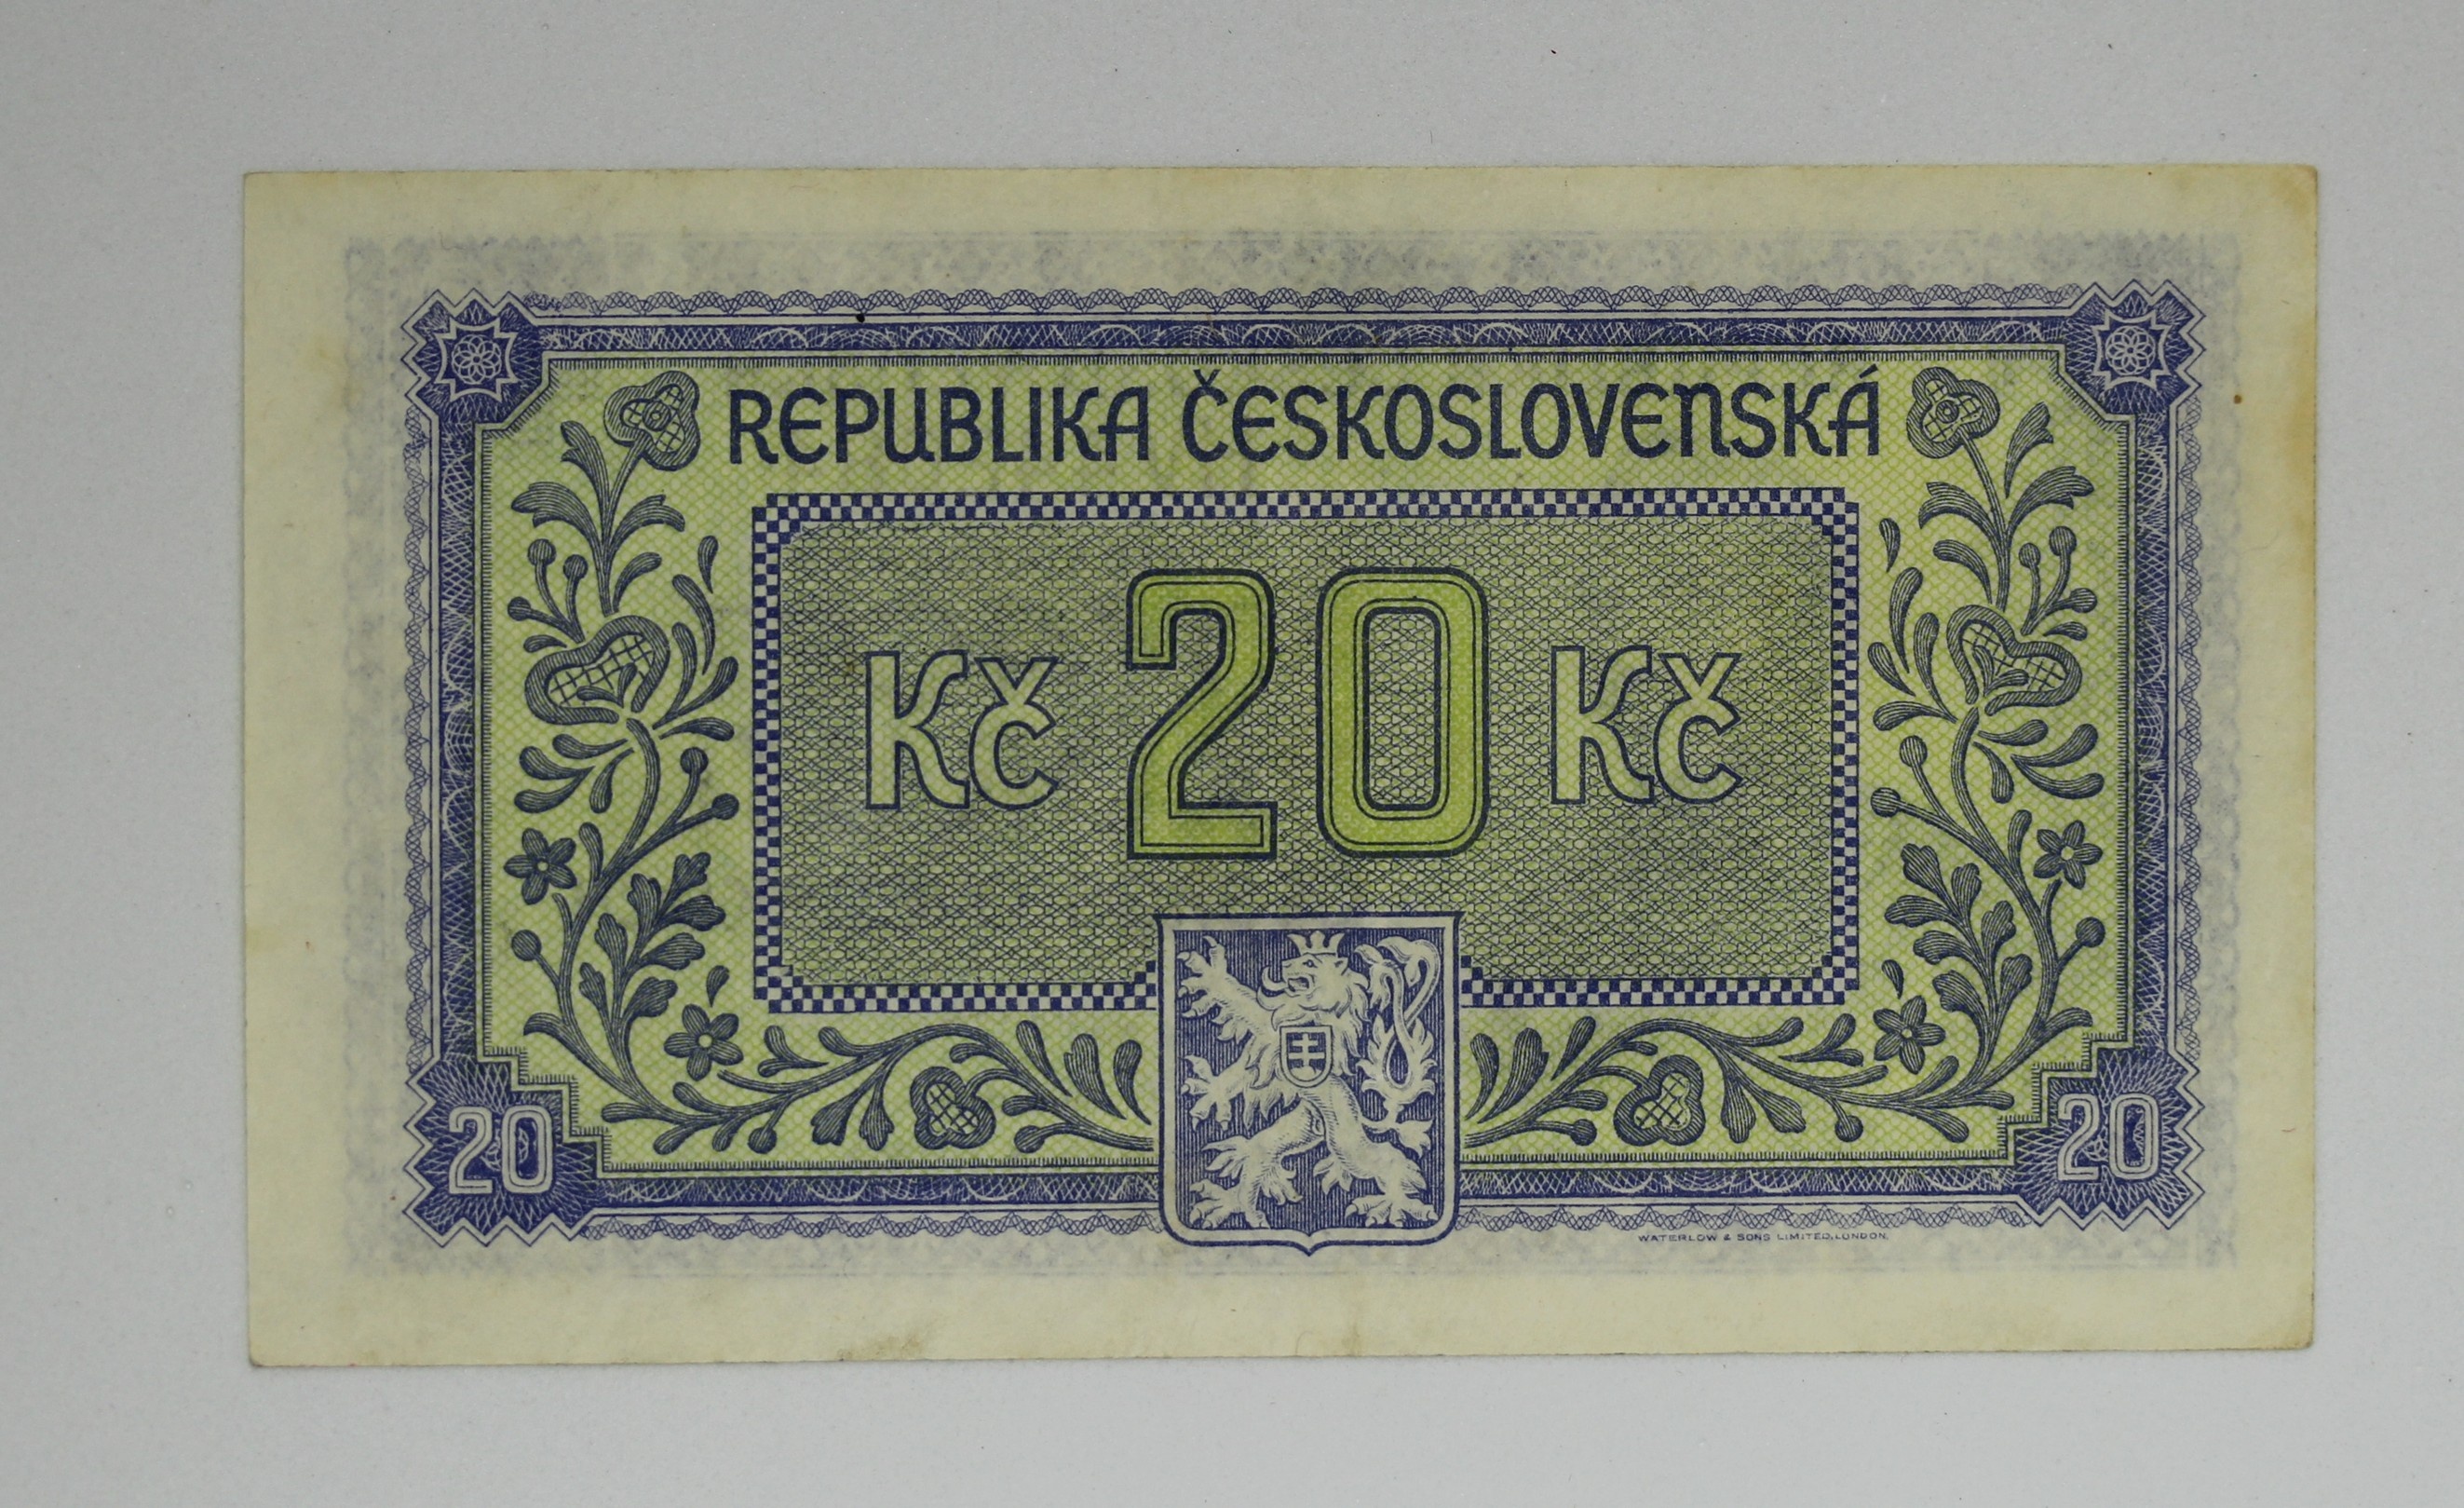 REPUBLIKA ČESKOSLOVENSKÁ
Kč 20 Kč
20 20
WATERLOW & SONS LIMITED, LONDON.